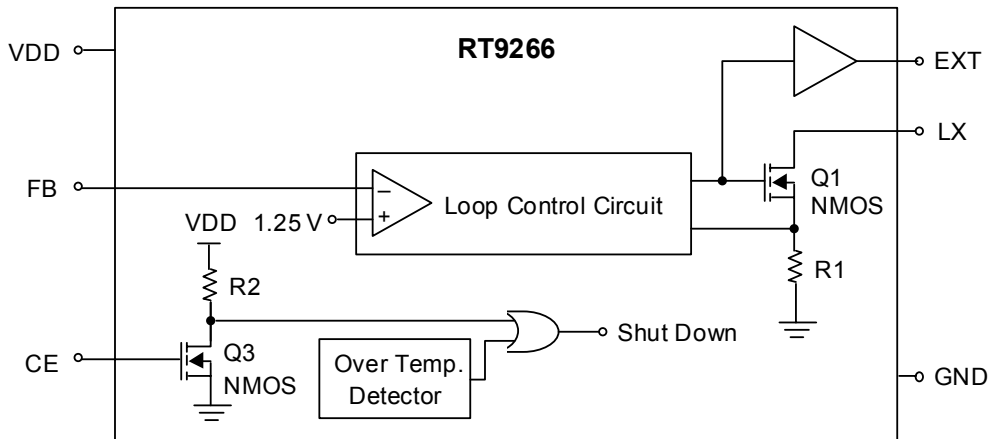 RT9266
VDD
EXT
LX
FB
Loop Control Circuit
Q1
NMOS
VDD
1.25 V
R1
R2
CE
Q3
NMOS
Over Temp.
Detector
Shut Down
GND
−
+